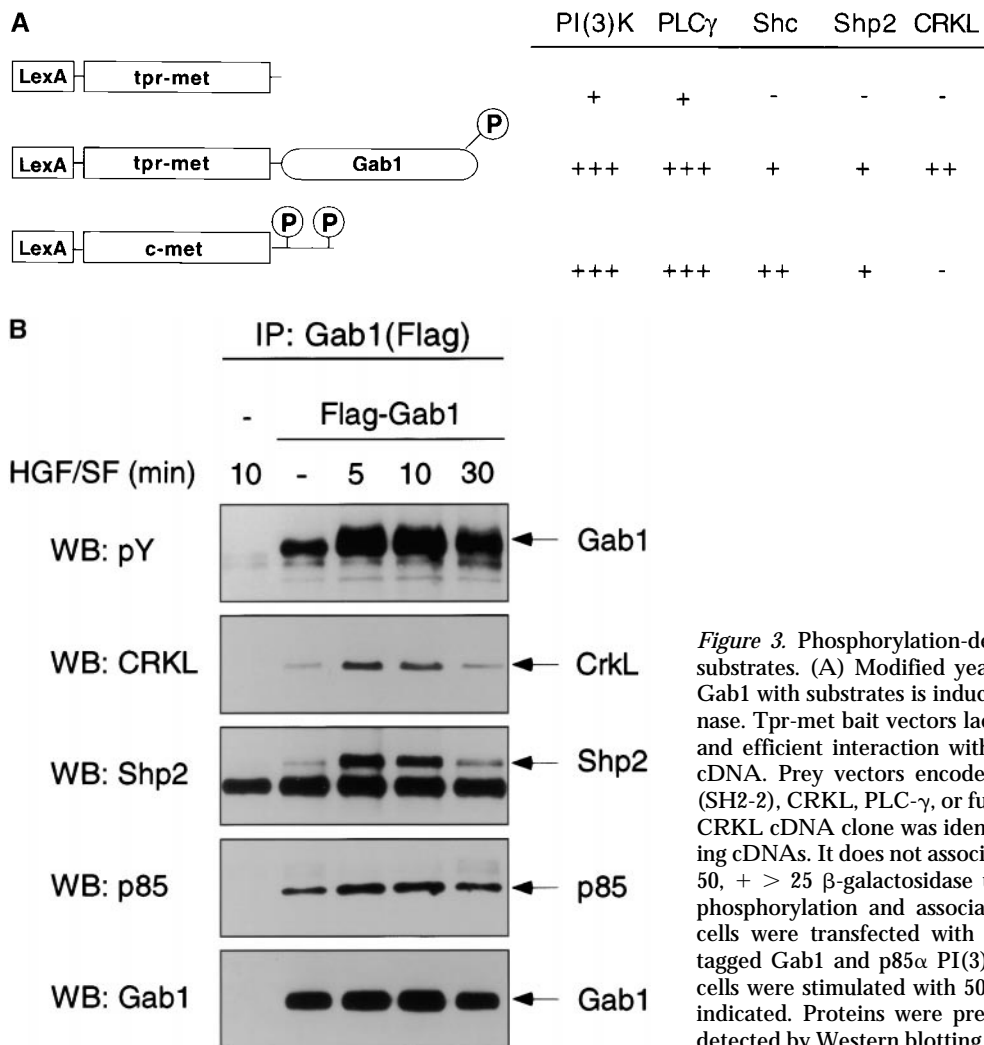 A
PI(3)K PLCγ Shc Shp2 CRKL
LexA tpr-met
+ + - - -
P
LexA tpr-met Gab1
+++ +++ + + ++
P P
LexA c-met
+++ +++ ++ + -
B
IP: Gab1(Flag)
- Flag-Gab1
HGF/SF (min) 10 - 5 10 30
WB: pY Gab1
WB: CRKL CrkL
WB: Shp2 Shp2
WB: p85 p85
WB: Gab1 Gab1
Figure 3. Phosphorylation-de
substrates. (A) Modified yea
Gab1 with substrates is induc
nase. Tpr-met bait vectors lac
and efficient interaction with
cDNA. Prey vectors encode
(SH2-2), CRKL, PLC-γ, or fu
CRKL cDNA clone was iden
ing cDNAs. It does not associ
50, + > 25 β-galactosidase u
phosphorylation and associa
cells were transfected with
tagged Gab1 and p85α PI(3)
cells were stimulated with 50
indicated. Proteins were pre
detected by Western blotting